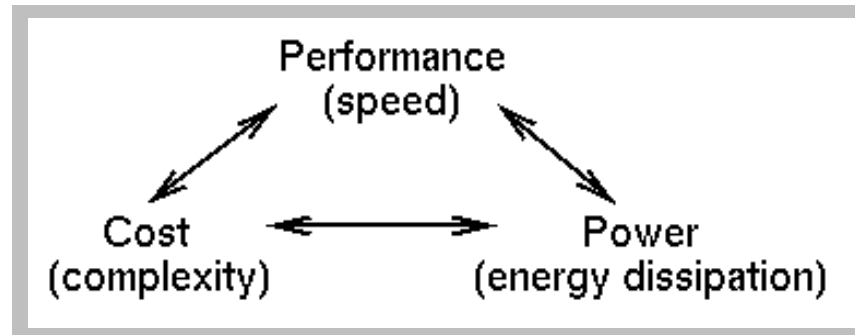 Performance
(speed)
Cost
(complexity)
Power
(energy dissipation)